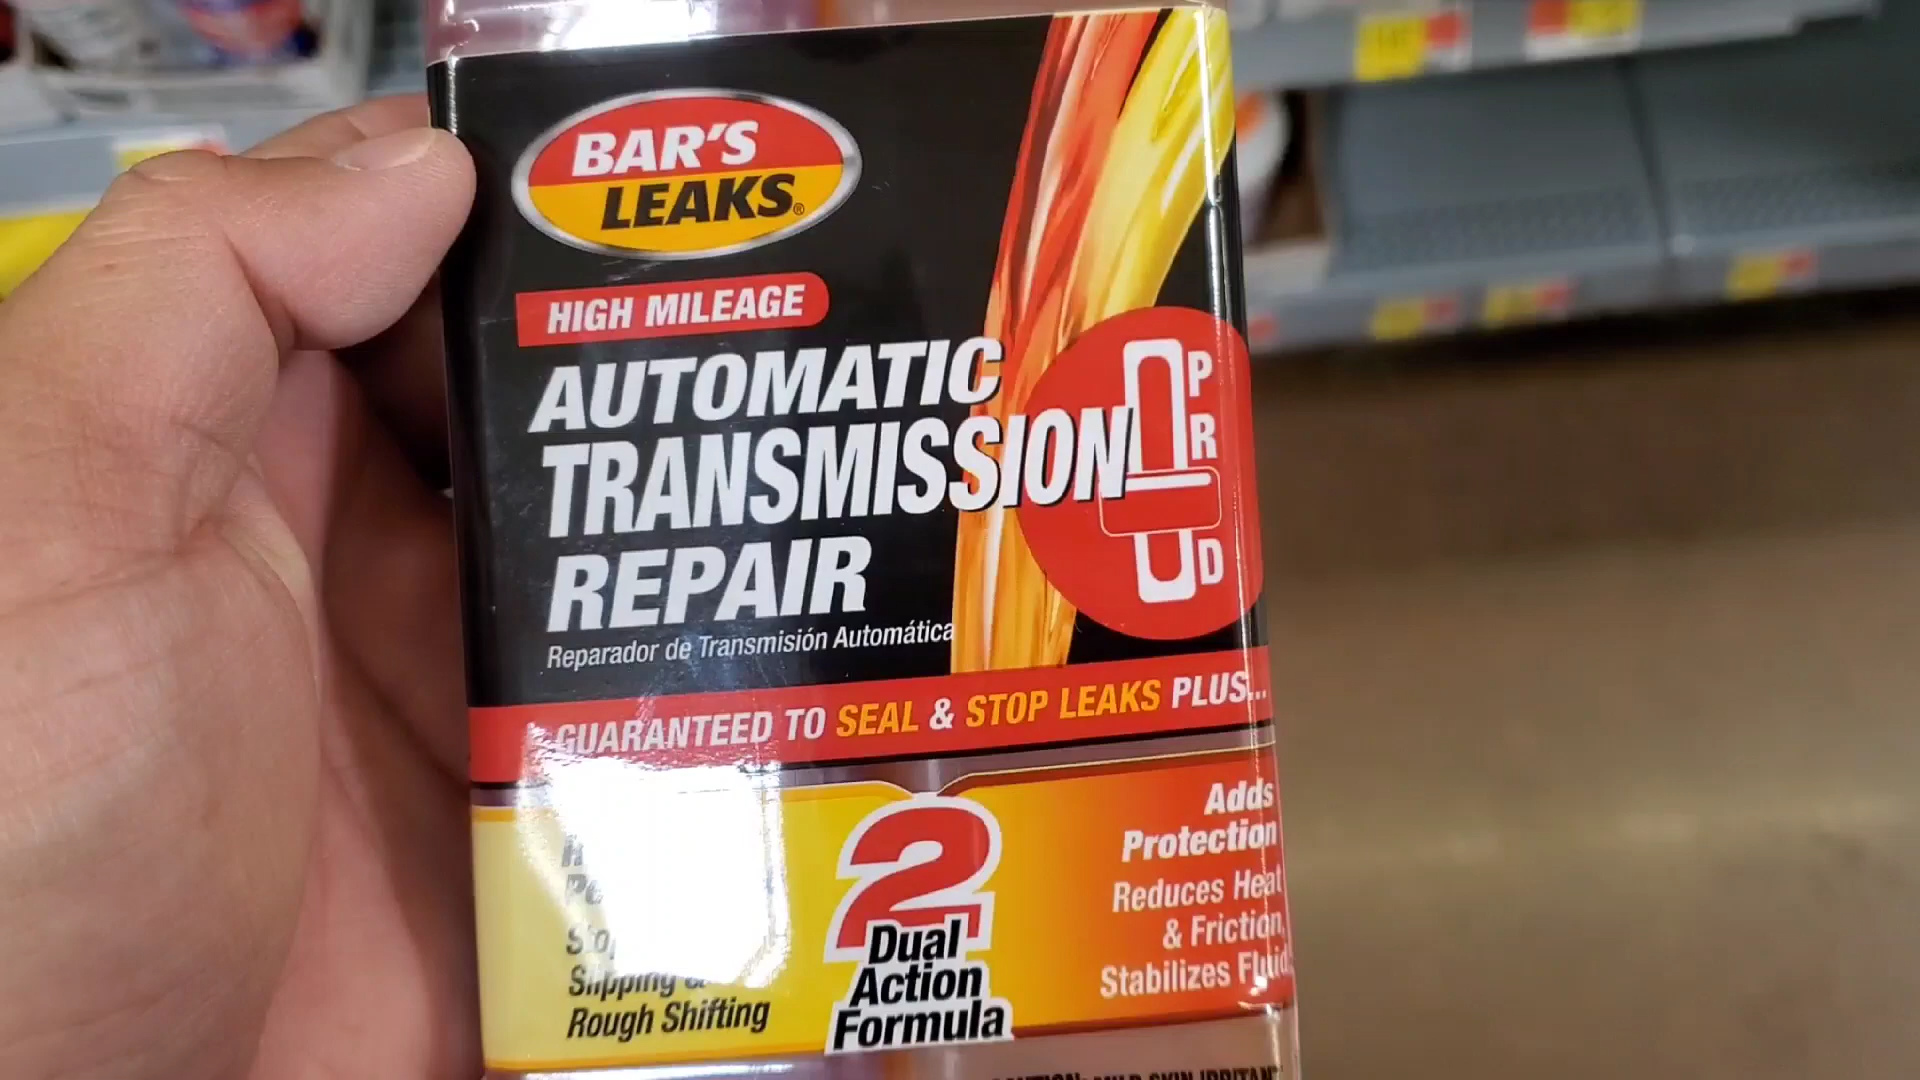 BAR'S
LEAKS®
HIGH MILEAGE
AUTOMATIC
TRANSMISSION
REPAIR
Reparador de Transmisión Automática
P
R
D
GUARANTEED TO SEAL & STOP LEAKS PLUS...
Slipping &
Rough Shifting
2
Dual
Action
Formula
Adds
Protection
Reduces Heat
& Friction,
Stabilizes Fluid